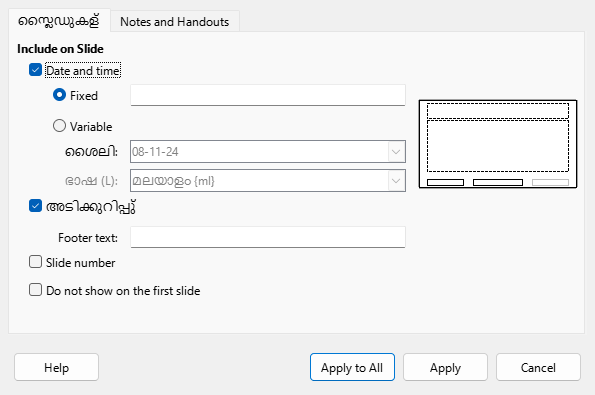 സ്ലൈഡുകള്‍ Notes and Handouts
Include on Slide
Date and time
Fixed
Variable
ശൈലി: 08-11-24
ഭാഷ (L): മലയാളം {ml}
അടിക്കുറിപ്പു്
Footer text:
Slide number
Do not show on the first slide
Help Apply to All Apply Cancel